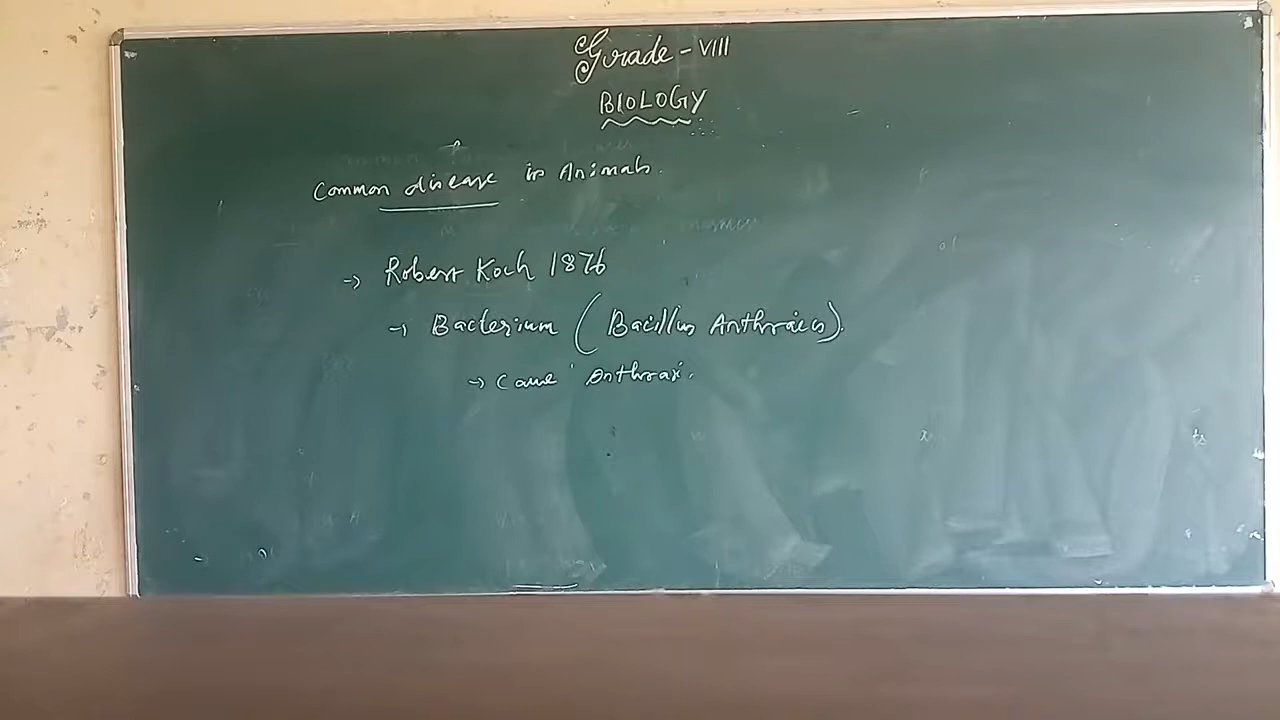 Grade - VIII
BIOLOGY
Common disease in Animals.
→ Robert Koch 1876
→ Bacterium (Bacillus Anthracis).
→ Cause Anthrax.